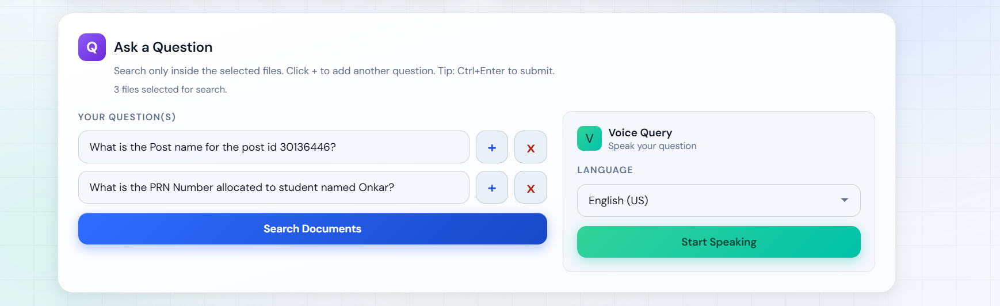 Q
Ask a Question
Search only inside the selected files. Click + to add another question. Tip: Ctrl+Enter to submit.
3 files selected for search.
YOUR QUESTION(S)
What is the Post name for the post id 30136446?
+
x
What is the PRN Number allocated to student named Onkar?
+
x
Search Documents
V
Voice Query
Speak your question
LANGUAGE
English (US)
Start Speaking